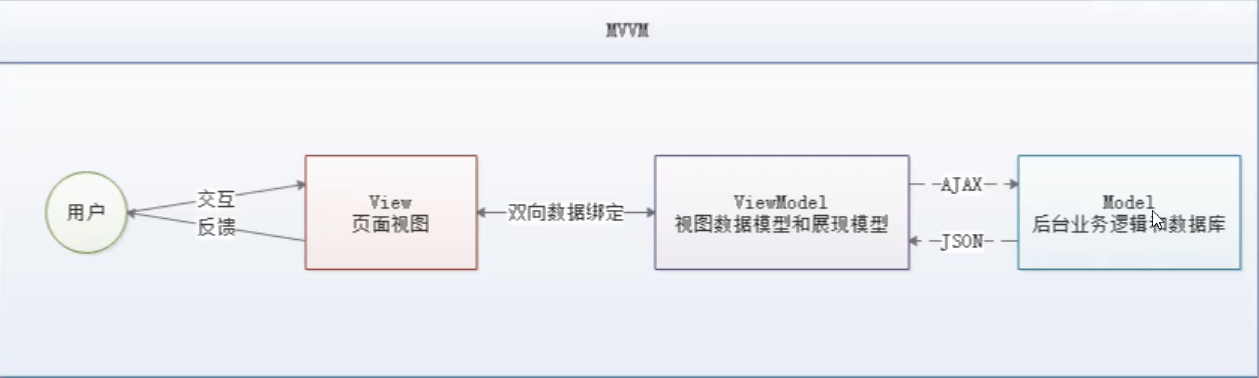 MVVM
用户
交互
反馈
View
页面视图
双向数据绑定
ViewModel
视图数据模型和展现模型
AJAX
JSON
Model
后台业务逻辑和数据库